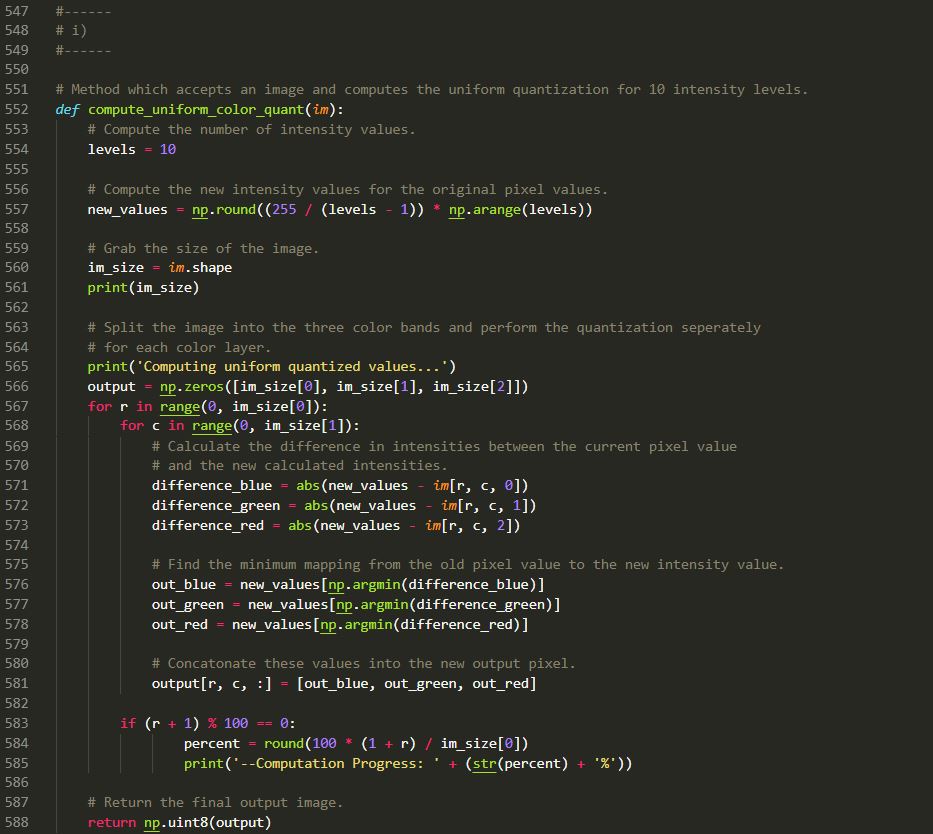 547 #------
548 # i)
549 #------
550
551 # Method which accepts an image and computes the uniform quantization for 10 intensity levels.
552 def compute_uniform_color_quant(im):
553     # Compute the number of intensity values.
554     levels = 10
555
556     # Compute the new intensity values for the original pixel values.
557     new_values = np.round((255 / (levels - 1)) * np.arange(levels))
558
559     # Grab the size of the image.
560     im_size = im.shape
561     print(im_size)
562
563     # Split the image into the three color bands and perform the quantization seperately
564     # for each color layer.
565     print('Computing uniform quantized values...')
566     output = np.zeros([im_size[0], im_size[1], im_size[2]])
567     for r in range(0, im_size[0]):
568         for c in range(0, im_size[1]):
569             # Calculate the difference in intensities between the current pixel value
570             # and the new calculated intensities.
571             difference_blue = abs(new_values - im[r, c, 0])
572             difference_green = abs(new_values - im[r, c, 1])
573             difference_red = abs(new_values - im[r, c, 2])
574
575             # Find the minimum mapping from the old pixel value to the new intensity value.
576             out_blue = new_values[np.argmin(difference_blue)]
577             out_green = new_values[np.argmin(difference_green)]
578             out_red = new_values[np.argmin(difference_red)]
579
580             # Concatonate these values into the new output pixel.
581             output[r, c, :] = [out_blue, out_green, out_red]
582
583         if (r + 1) % 100 == 0:
584                 percent = round(100 * (1 + r) / im_size[0])
585                 print('--Computation Progress: ' + (str(percent) + '%'))
586
587     # Return the final output image.
588     return np.uint8(output)